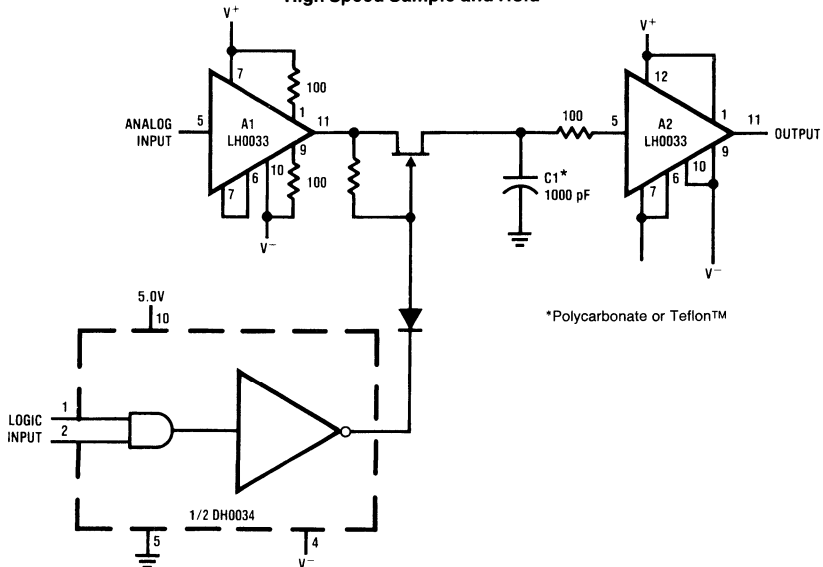 High Speed Sample and Hold
V+
7
100
1
5
A1
LH0033
11
ANALOG
INPUT
9
10
6
7
100
V−
C1*
1000 pF
100
V+
12
1
5
A2
LH0033
11
OUTPUT
9
10
6
7
V−
*Polycarbonate or Teflon™
5.0V
10
LOGIC
INPUT
1
2
1/2 DH0034
5
4
V−